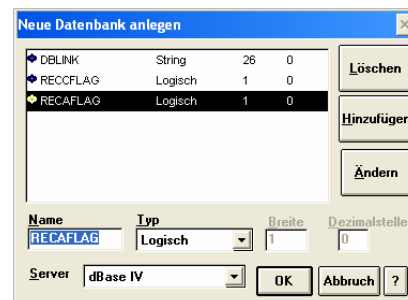 Neue Datenbank anlegen
DBLINK String 26 0
RECCFLAG Logisch 1 0
RECAFLAG Logisch 1 0
Löschen
Hinzufüger
Ändern
Name Typ Breite Dezimalstelle
RECAFLAG Logisch 1 0
Server dBase IV OK Abbruch ?